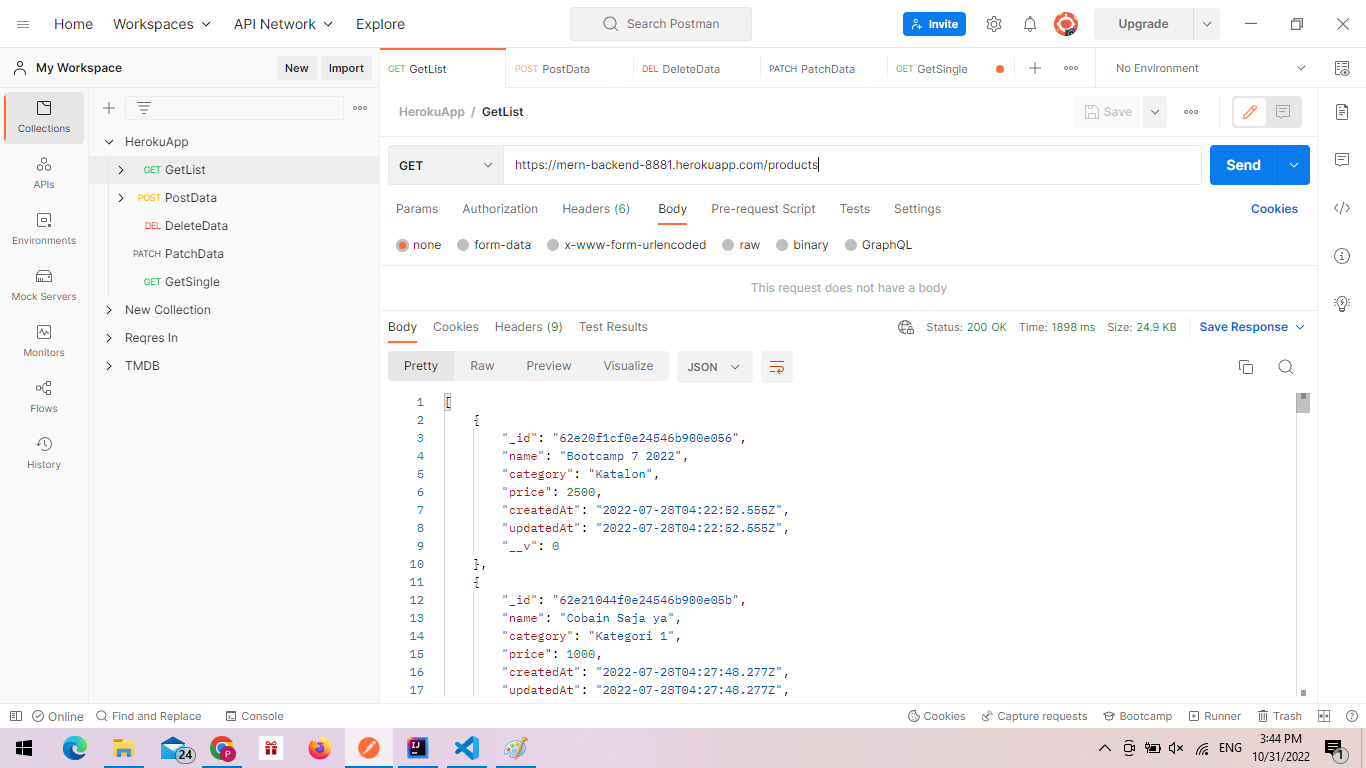 Home Workspaces API Network Explore Search Postman Invite Upgrade
My Workspace New Import
GET GetList POST PostData DEL DeleteData PATCH PatchData GET GetSingle No Environment
HerokuApp / GetList Save
Collections
APIs
Environments
Mock Servers
Monitors
Flows
History
HerokuApp
GET GetList
POST PostData
DEL DeleteData
PATCH PatchData
GET GetSingle
New Collection
Reqres In
TMDB
GET https://mern-backend-8881.herokuapp.com/products Send
Params Authorization Headers (6) Body Pre-request Script Tests Settings Cookies
none form-data x-www-form-urlencoded raw binary GraphQL
This request does not have a body
Body Cookies Headers (9) Test Results Status: 200 OK Time: 1898 ms Size: 24.9 KB Save Response
Pretty Raw Preview Visualize JSON
1 [
2 {
3 "_id": "62e20f1cf0e24546b900e056",
4 "name": "Bootcamp 7 2022",
5 "category": "Katalon",
6 "price": 2500,
7 "createdAt": "2022-07-28T04:22:52.555Z",
8 "updatedAt": "2022-07-28T04:22:52.555Z",
9 "__v": 0
10 },
11 {
12 "_id": "62e21044f0e24546b900e05b",
13 "name": "Cobain Saja ya",
14 "category": "Kategori 1",
15 "price": 1000,
16 "createdAt": "2022-07-28T04:27:48.277Z",
17 "updatedAt": "2022-07-28T04:27:48.277Z",
Online Find and Replace Console Cookies Capture requests Bootcamp Runner Trash
24 P IJ ENG 3:44 PM
10/31/2022 1